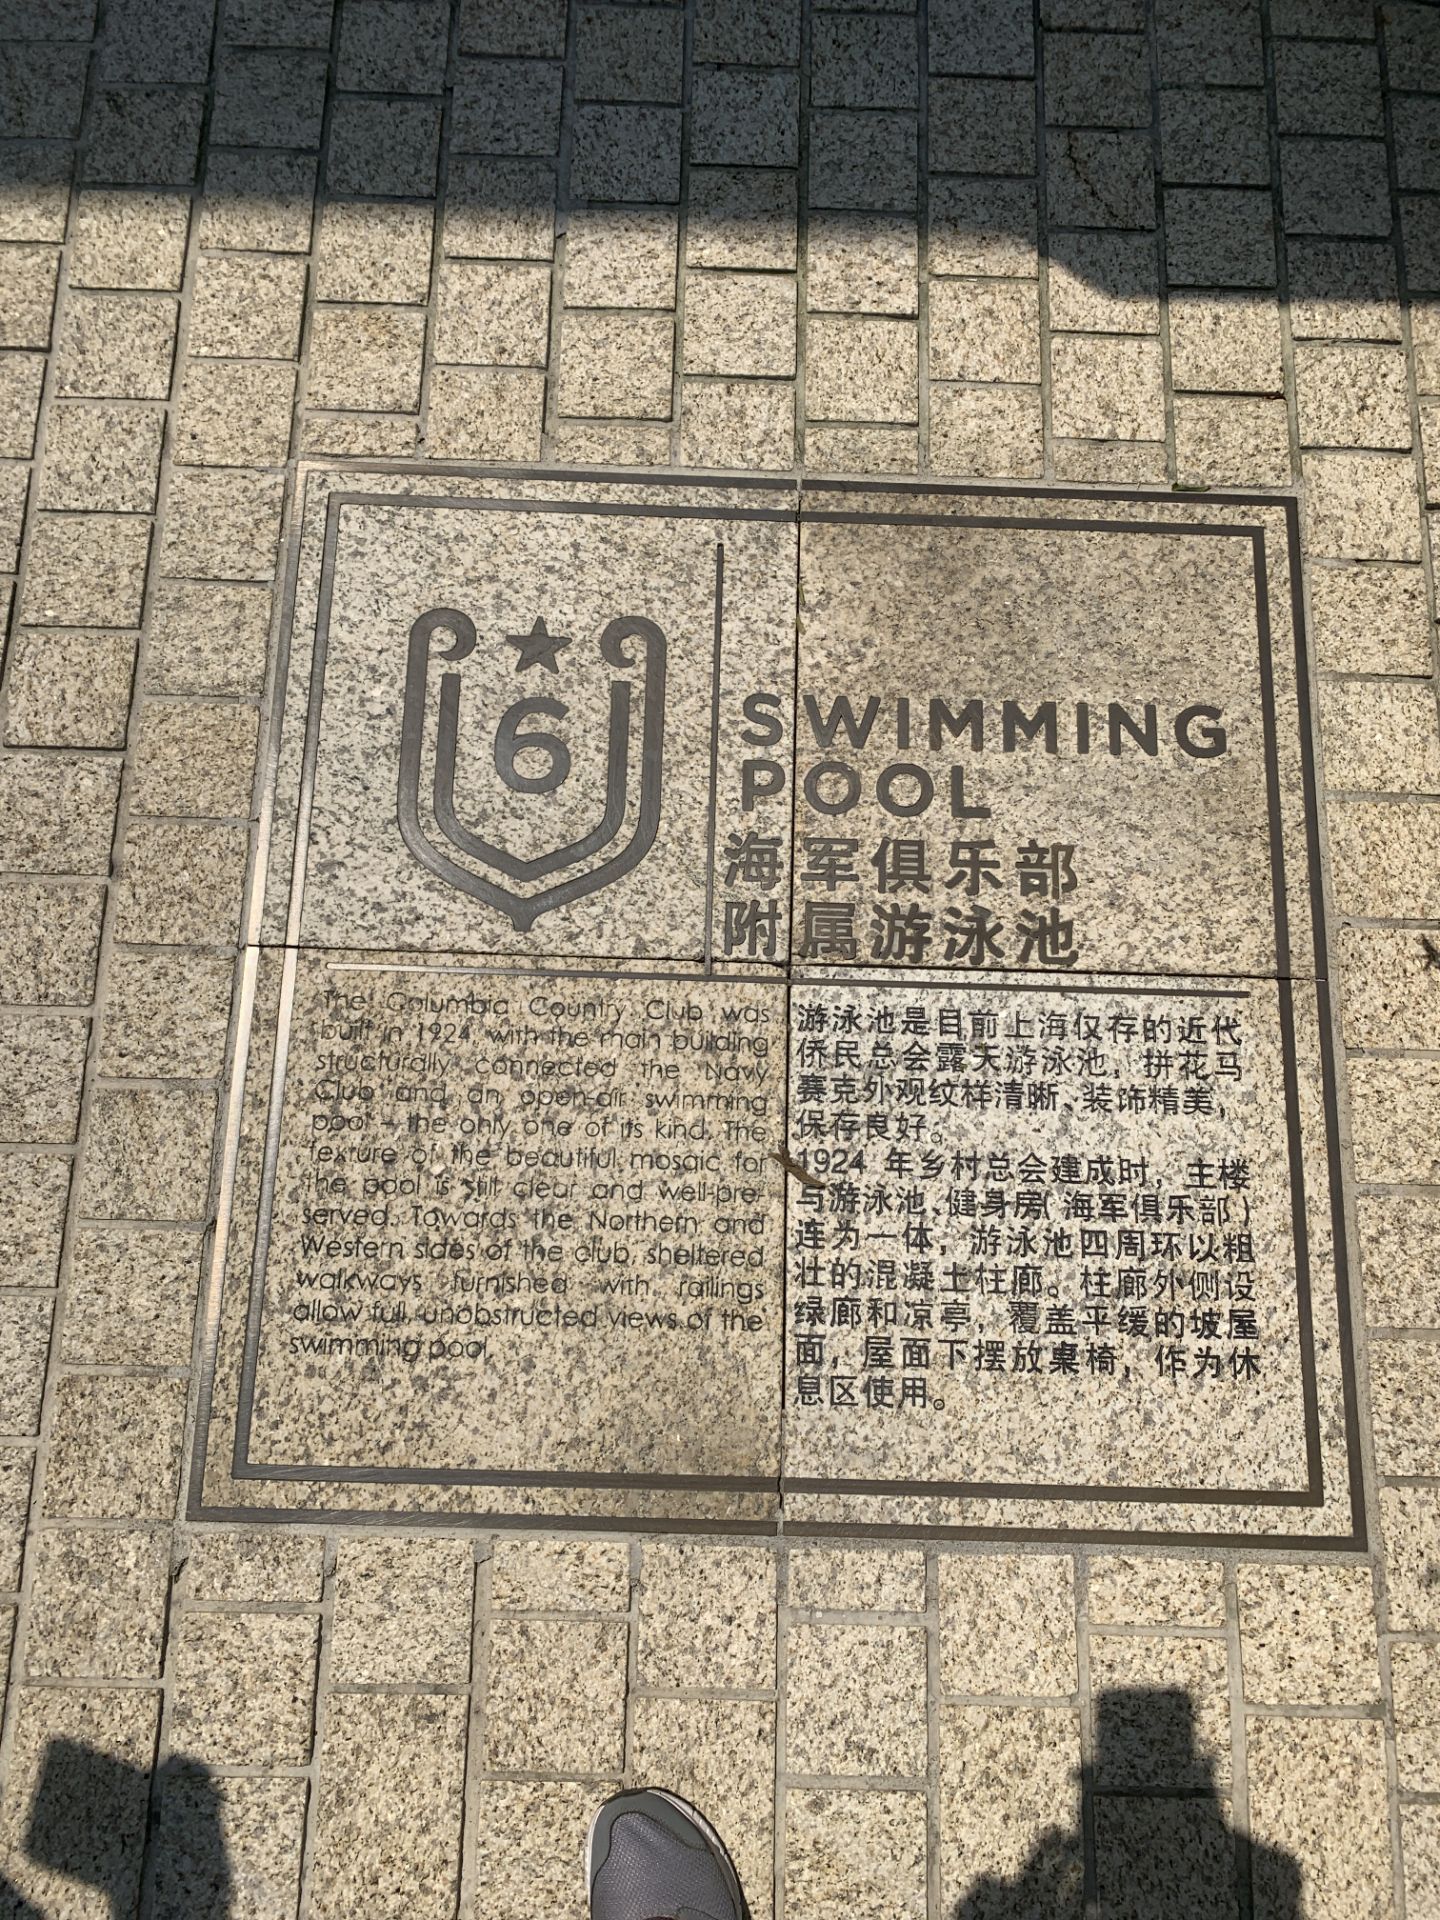 6
SWIMMING
POOL
海军俱乐部
附属游泳池
The Columbia Country Club was
built in 1924, with the main building
structurally connected the Navy
Club and an open-air swimming
pool – the only one of its kind. The
texture of the beautiful mosaic for
the pool is still clear and well-pre-
served. Towards the Northern and
Western sides of the club, sheltered
walkways furnished with railings
allow full, unobstructed views of the
swimming pool.
游泳池是目前上海仅存的近代
侨民总会露天游泳池，拼花马
赛克外观纹样清晰、装饰精美，
保存良好。
1924 年乡村总会建成时，主楼
与游泳池、健身房（海军俱乐部）
连为一体，游泳池四周环以粗
壮的混凝土柱廊。柱廊外侧设
绿廊和凉亭，覆盖平缓的坡屋
面，屋面下摆放桌椅，作为休
息区使用。